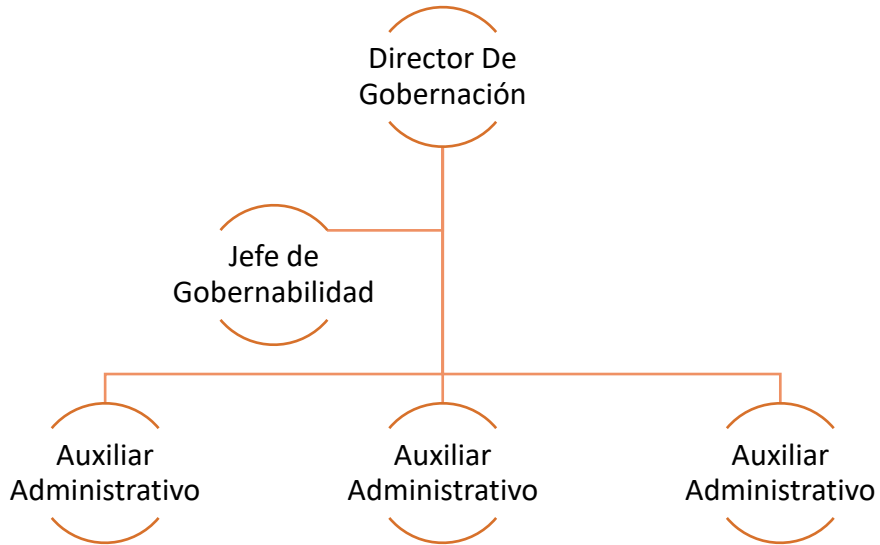 Director De
Gobernación
Jefe de
Gobernabilidad
Auxiliar
Administrativo
Auxiliar
Administrativo
Auxiliar
Administrativo